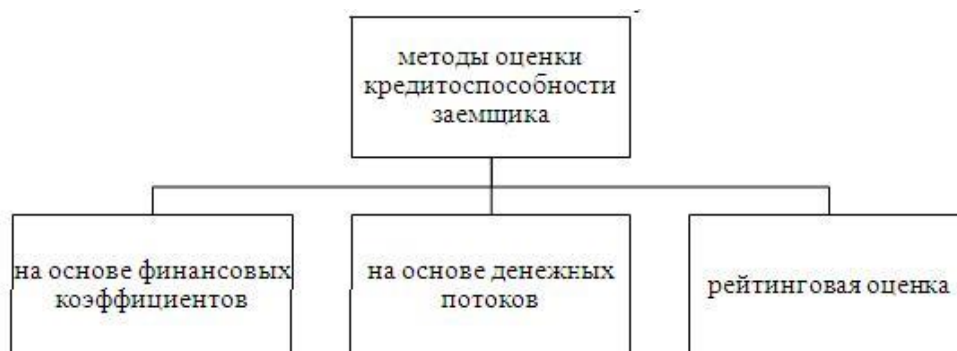 методы оценки
кредитоспособности
заемщика
на основе финансовых
коэффициентов
на основе денежных
потоков
рейтинговая оценка